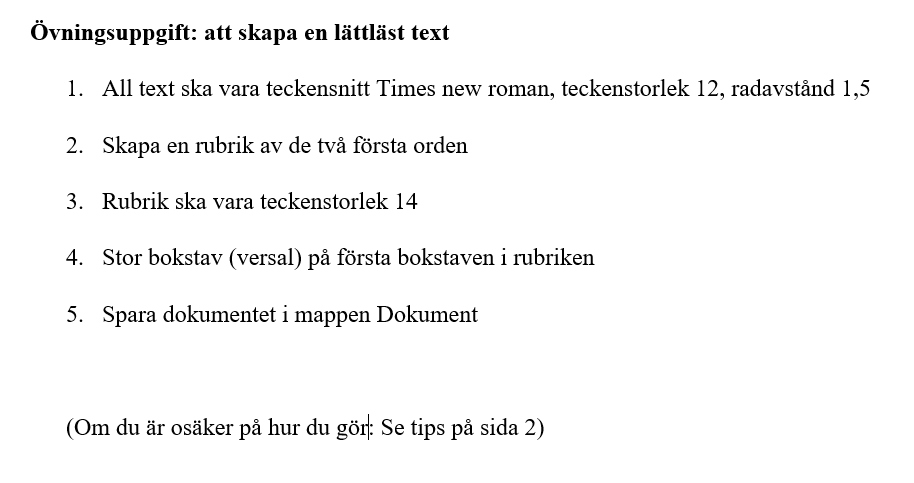 Övningsuppgift: att skapa en lättläst text
1. All text ska vara teckensnitt Times new roman, teckenstorlek 12, radavstånd 1,5
2. Skapa en rubrik av de två första orden
3. Rubrik ska vara teckenstorlek 14
4. Stor bokstav (versal) på första bokstaven i rubriken
5. Spara dokumentet i mappen Dokument
(Om du är osäker på hur du gör: Se tips på sida 2)